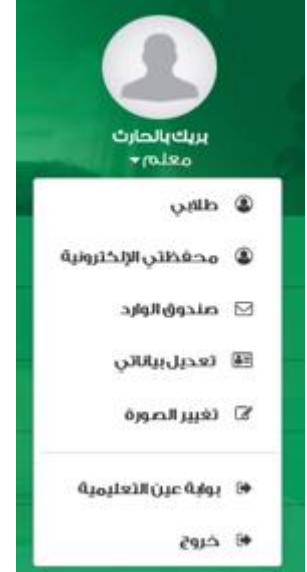 بريك بالحارث
معلم
طلابي
محفظتي الإلكترونية
صندوق الوارد
تعديل بياناتي
تغيير الصورة
بوابة عين التعليمية
خروج